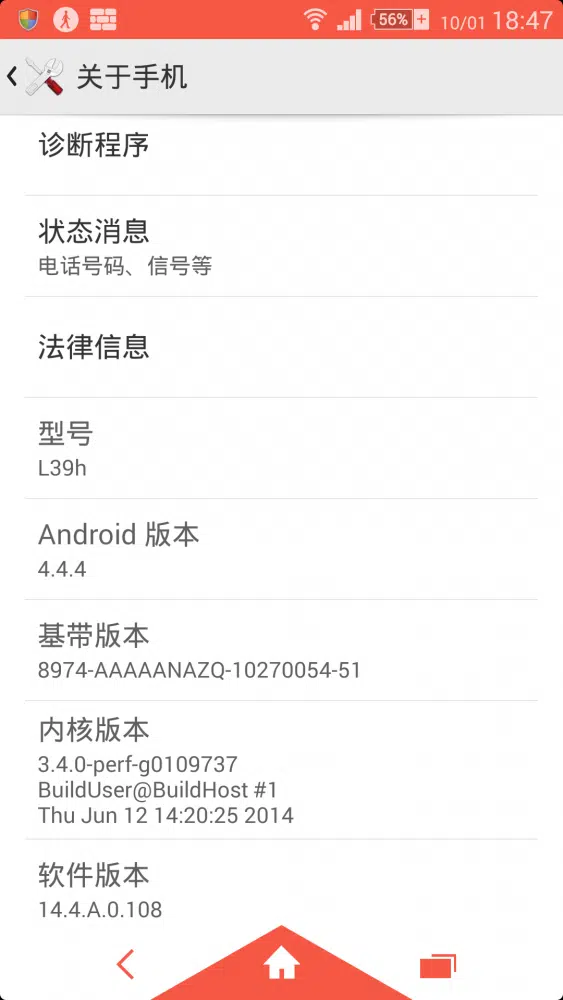 56% 10/01 18:47
关于手机
诊断程序
状态消息
电话号码、信号等
法律信息
型号
L39h
Android 版本
4.4.4
基带版本
8974-AAAAANAZQ-10270054-51
内核版本
3.4.0-perf-g0109737
BuildUser@BuildHost #1
Thu Jun 12 14:20:25 2014
软件版本
14.4.A.0.108